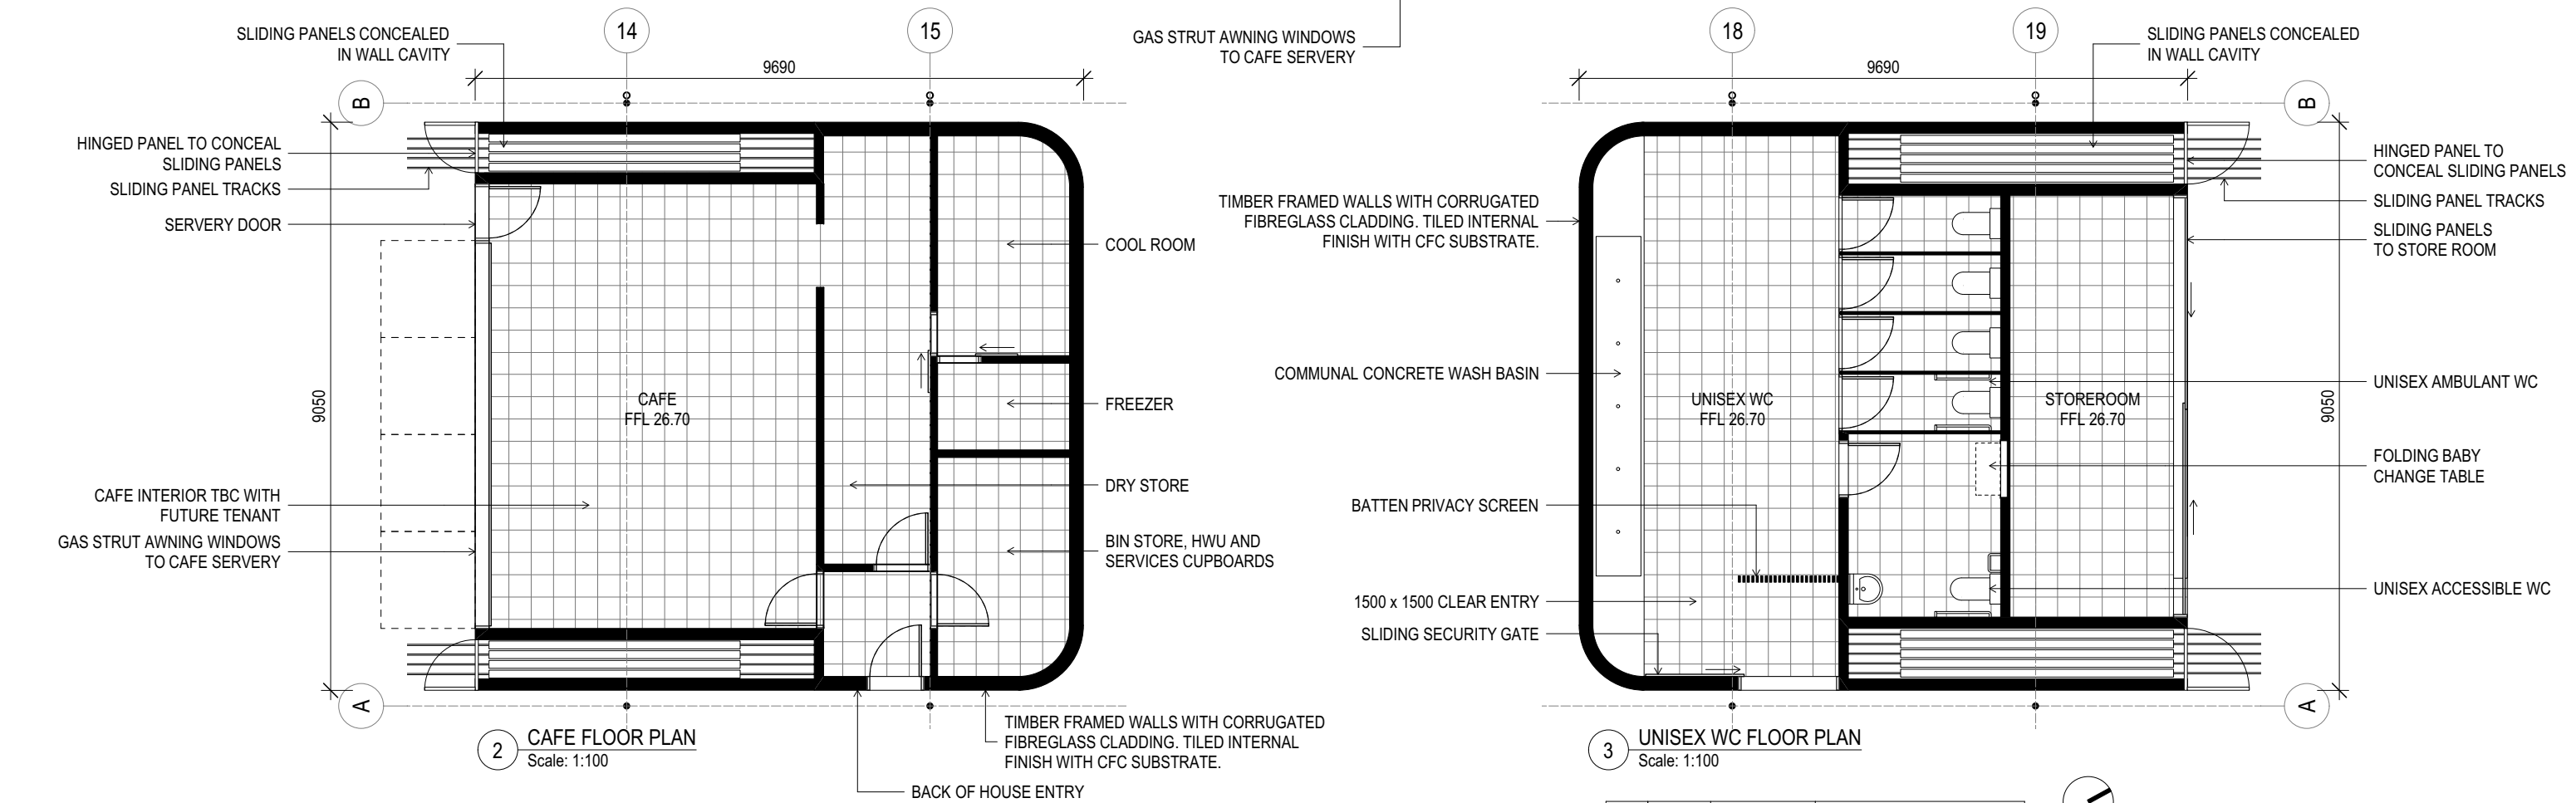 SLIDING PANELS CONCEALED
IN WALL CAVITY
14
15
9690
B
HINGED PANEL TO CONCEAL
SLIDING PANELS
SLIDING PANEL TRACKS
SERVERY DOOR
9050
CAFE
FFL 26.70
CAFE INTERIOR TBC WITH
FUTURE TENANT
GAS STRUT AWNING WINDOWS
TO CAFE SERVERY
COOL ROOM
FREEZER
DRY STORE
BIN STORE, HWU AND
SERVICES CUPBOARDS
A
TIMBER FRAMED WALLS WITH CORRUGATED
FIBREGLASS CLADDING. TILED INTERNAL
FINISH WITH CFC SUBSTRATE.
BACK OF HOUSE ENTRY
2
CAFE FLOOR PLAN
Scale: 1:100
GAS STRUT AWNING WINDOWS
TO CAFE SERVERY
18
19
SLIDING PANELS CONCEALED
IN WALL CAVITY
9690
B
TIMBER FRAMED WALLS WITH CORRUGATED
FIBREGLASS CLADDING. TILED INTERNAL
FINISH WITH CFC SUBSTRATE.
COMMUNAL CONCRETE WASH BASIN
BATTEN PRIVACY SCREEN
1500 x 1500 CLEAR ENTRY
SLIDING SECURITY GATE
UNISEX WC
FFL 26.70
STOREROOM
FFL 26.70
HINGED PANEL TO
CONCEAL SLIDING PANELS
SLIDING PANEL TRACKS
SLIDING PANELS
TO STORE ROOM
UNISEX AMBULANT WC
9050
FOLDING BABY
CHANGE TABLE
UNISEX ACCESSIBLE WC
A
3
UNISEX WC FLOOR PLAN
Scale: 1:100